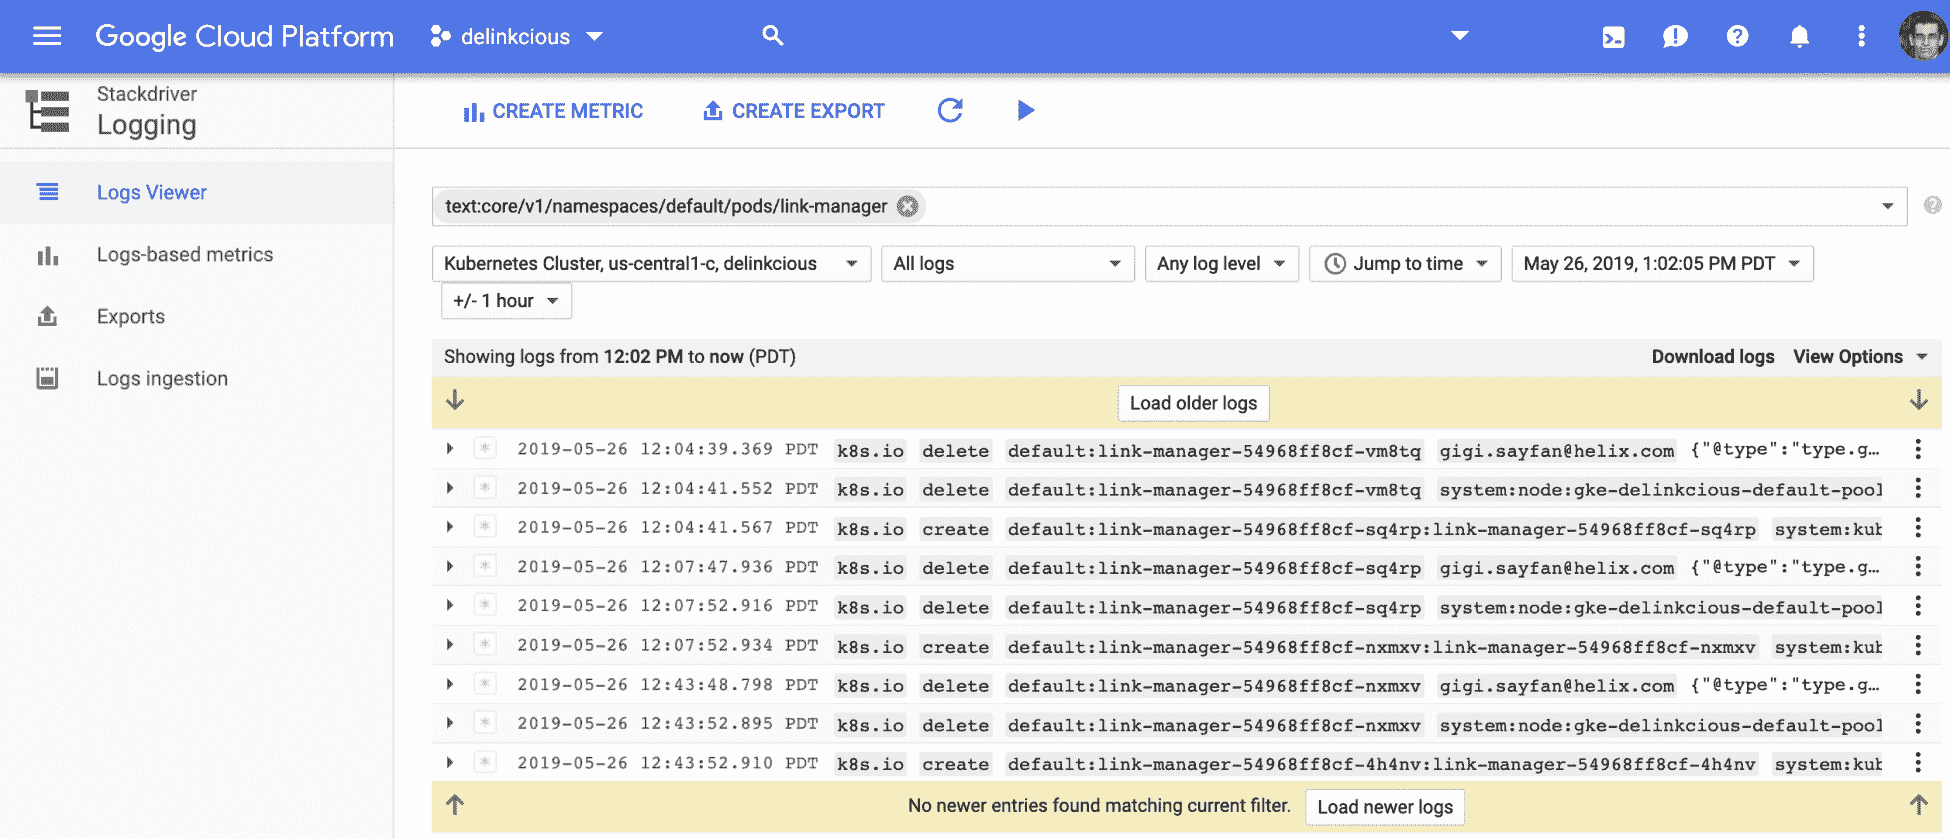 Google Cloud Platform delinkcious
Stackdriver
Logging
CREATE METRIC CREATE EXPORT
Logs Viewer
Logs-based metrics
Exports
Logs ingestion
text:core/v1/namespaces/default/pods/link-manager
Kubernetes Cluster, us-central1-c, delinkcious All logs Any log level Jump to time May 26, 2019, 1:02:05 PM PDT
+/- 1 hour
Showing logs from 12:02 PM to now (PDT) Download logs View Options
Load older logs
2019-05-26 12:04:39.369 PDT k8s.io delete default:link-manager-54968ff8cf-vm8tq gigi.sayfan@helix.com {"@type":"type.g…
2019-05-26 12:04:41.552 PDT k8s.io delete default:link-manager-54968ff8cf-vm8tq system:node:gke-delinkcious-default-pool
2019-05-26 12:04:41.567 PDT k8s.io create default:link-manager-54968ff8cf-sq4rp:link-manager-54968ff8cf-sq4rp system:kub
2019-05-26 12:07:47.936 PDT k8s.io delete default:link-manager-54968ff8cf-sq4rp gigi.sayfan@helix.com {"@type":"type.g…
2019-05-26 12:07:52.916 PDT k8s.io delete default:link-manager-54968ff8cf-sq4rp system:node:gke-delinkcious-default-pool
2019-05-26 12:07:52.934 PDT k8s.io create default:link-manager-54968ff8cf-nxmxv:link-manager-54968ff8cf-nxmxv system:kub
2019-05-26 12:43:48.798 PDT k8s.io delete default:link-manager-54968ff8cf-nxmxv gigi.sayfan@helix.com {"@type":"type.g…
2019-05-26 12:43:52.895 PDT k8s.io delete default:link-manager-54968ff8cf-nxmxv system:node:gke-delinkcious-default-pool
2019-05-26 12:43:52.910 PDT k8s.io create default:link-manager-54968ff8cf-4h4nv:link-manager-54968ff8cf-4h4nv system:kub
No newer entries found matching current filter. Load newer logs